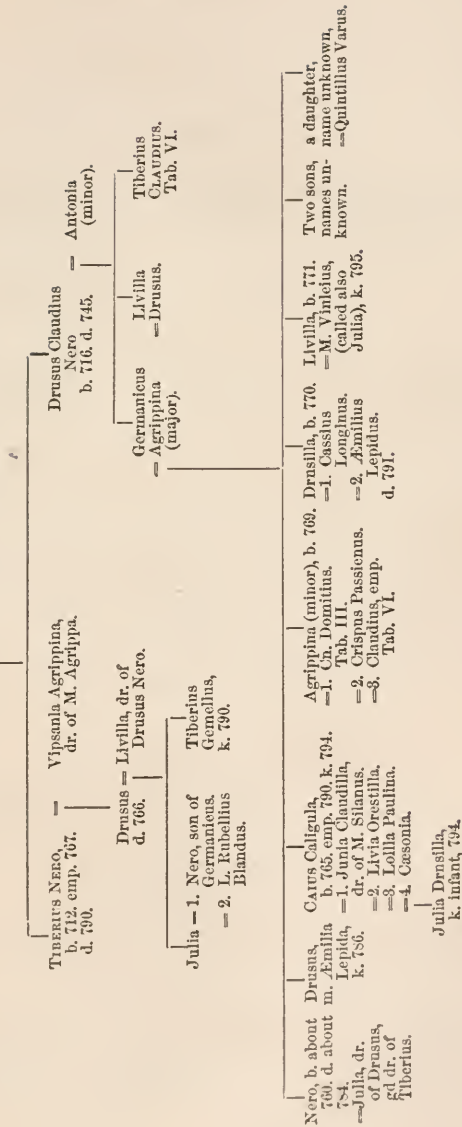 TIBERIUS NERO,
b. 712. emp. 767.
d. 790.
=
Vipsania Agrippina,
dr. of M. Agrippa.
Drusus Claudius
Nero
b. 716. d. 745.
=
Antonia
(minor).
Drusus = Livilla, dr. of
d. 766. Drusus Nero.
Germanicus
= Agrippina
(major).
Livilla
= Drusus.
Tiberius
CLAUDIUS.
Tab. VI.
Julia = 1. Nero, son of
Germanicus.
= 2. L. Rubellius
Blandus.
Tiberius
Gemellus,
k. 790.
Nero, b. about
760. d. about
784.
=Julia, dr.
of Drusus,
gd dr. of
Tiberius.
Drusus,
m. Æmilia
Lepida,
k. 786.
CAIUS Caligula,
b. 765. emp. 790. k. 794.
=1. Junia Claudilla,
dr. of M. Silanus.
=2. Livia Orestilla.
=3. Lollia Paulina.
=4. Cæsonia.
Agrippina (minor), b. 769.
=1. Cn. Domitius.
Tab. III.
=2. Crispus Passienus.
=3. Claudius, emp.
Tab. VI.
Drusilla, b. 770.
=1. Cassius
Longinus.
=2. Æmilius
Lepidus.
d. 791.
Livilla, b. 771.
=M. Vinicius,
(called also
Julia), k. 795.
Two sons,
names un-
known.
a daughter,
name unknown,
=Quintillus Varus.
Julia Drusilla,
k. infant, 794.